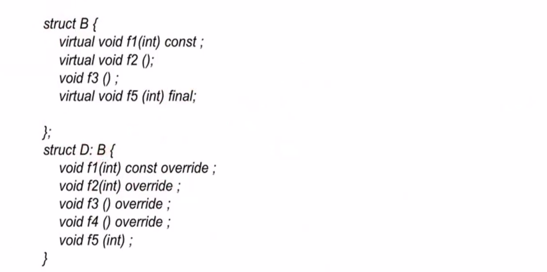 struct B {
virtual void f1(int) const ;
virtual void f2 ();
void f3 () ;
virtual void f5 (int) final;
};
struct D: B {
void f1(int) const override ;
void f2(int) override ;
void f3 () override ;
void f4 () override ;
void f5 (int) ;
}